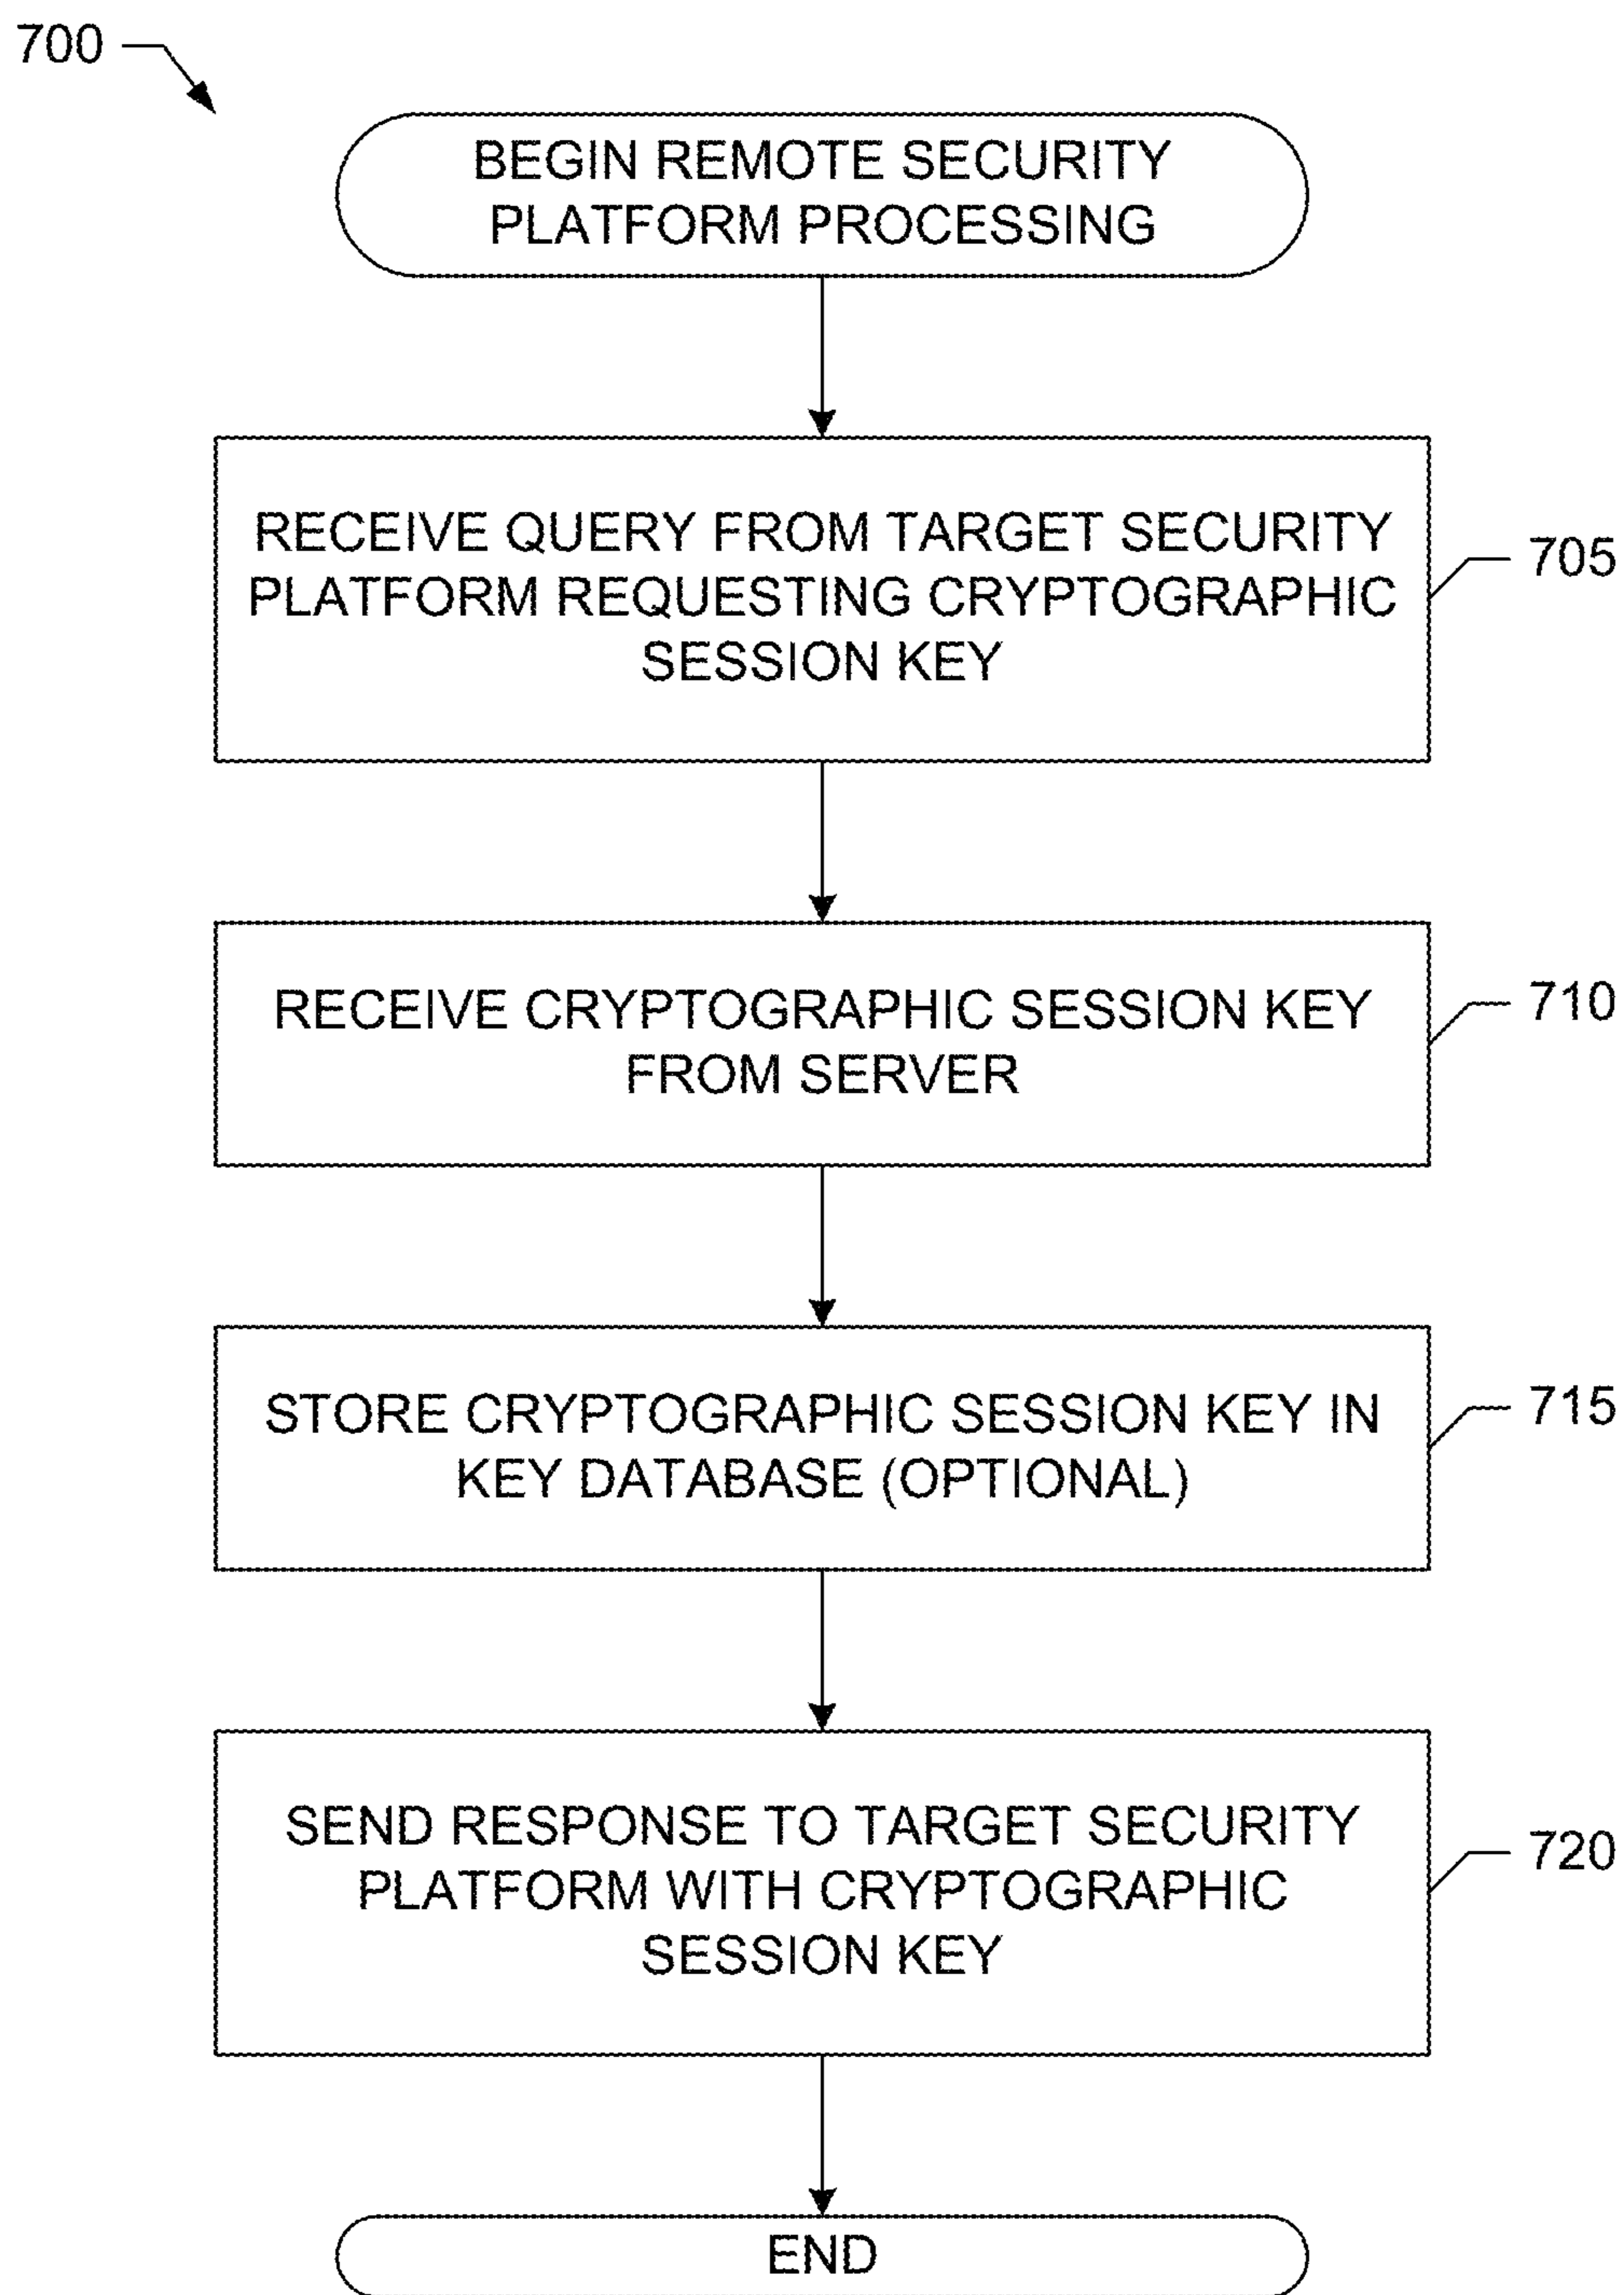 700
BEGIN REMOTE SECURITY
PLATFORM PROCESSING
RECEIVE QUERY FROM TARGET SECURITY
PLATFORM REQUESTING CRYPTOGRAPHIC
SESSION KEY
705
RECEIVE CRYPTOGRAPHIC SESSION KEY
FROM SERVER
710
STORE CRYPTOGRAPHIC SESSION KEY IN
KEY DATABASE (OPTIONAL)
715
SEND RESPONSE TO TARGET SECURITY
PLATFORM WITH CRYPTOGRAPHIC
SESSION KEY
720
END